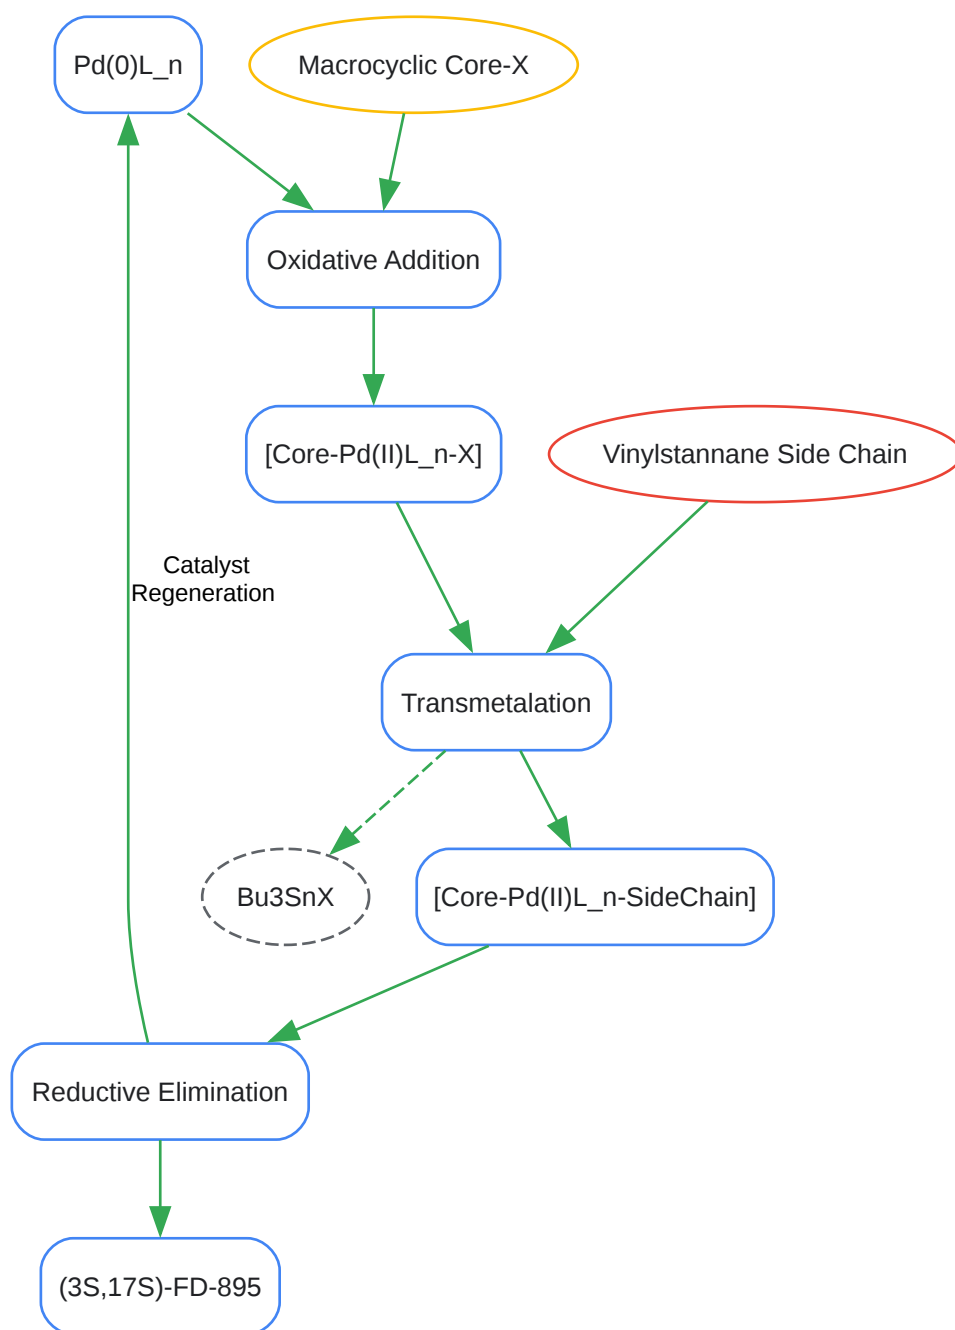 Pd(0)L_n
Macrocyclic Core-X
Oxidative Addition
[Core-Pd(II)L_n-X]
Vinylstannane Side Chain
Catalyst
Regeneration
Transmetalation
Bu3SnX
[Core-Pd(II)L_n-SideChain]
Reductive Elimination
(3S,17S)-FD-895